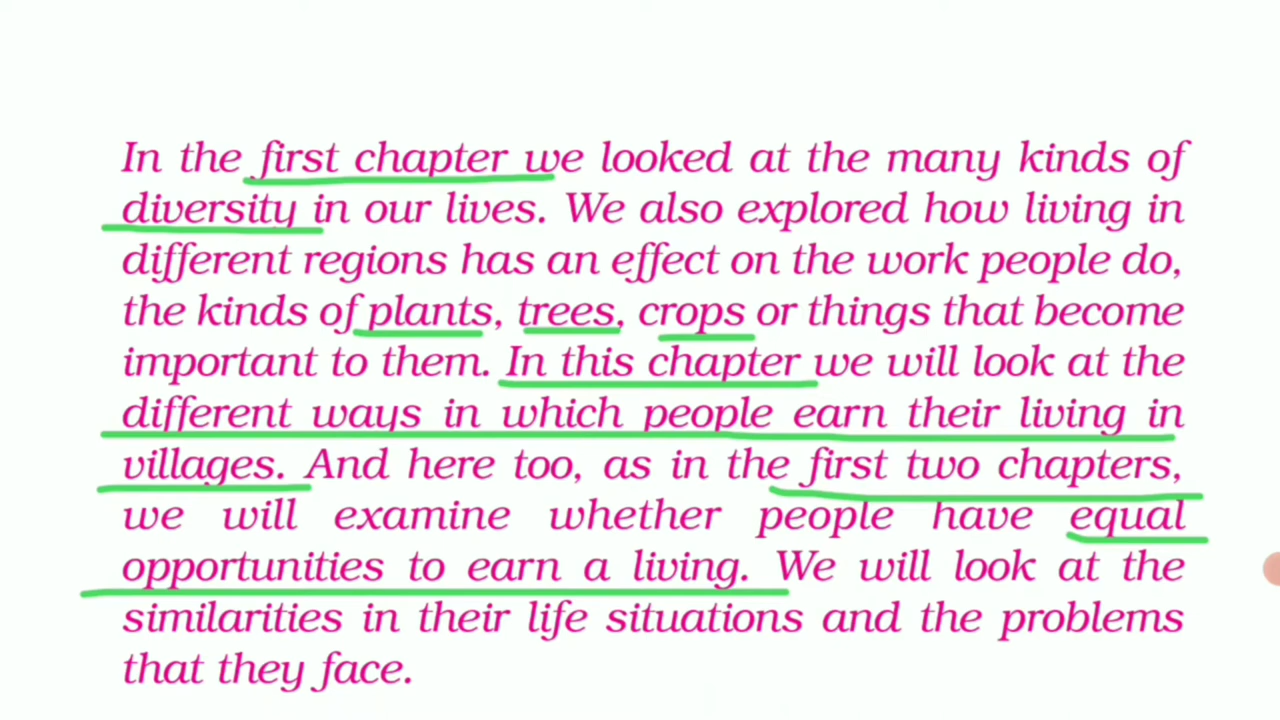 In the first chapter we looked at the many kinds of
diversity in our lives. We also explored how living in
different regions has an effect on the work people do,
the kinds of plants, trees, crops or things that become
important to them. In this chapter we will look at the
different ways in which people earn their living in
villages. And here too, as in the first two chapters,
we will examine whether people have equal
opportunities to earn a living. We will look at the
similarities in their life situations and the problems
that they face.